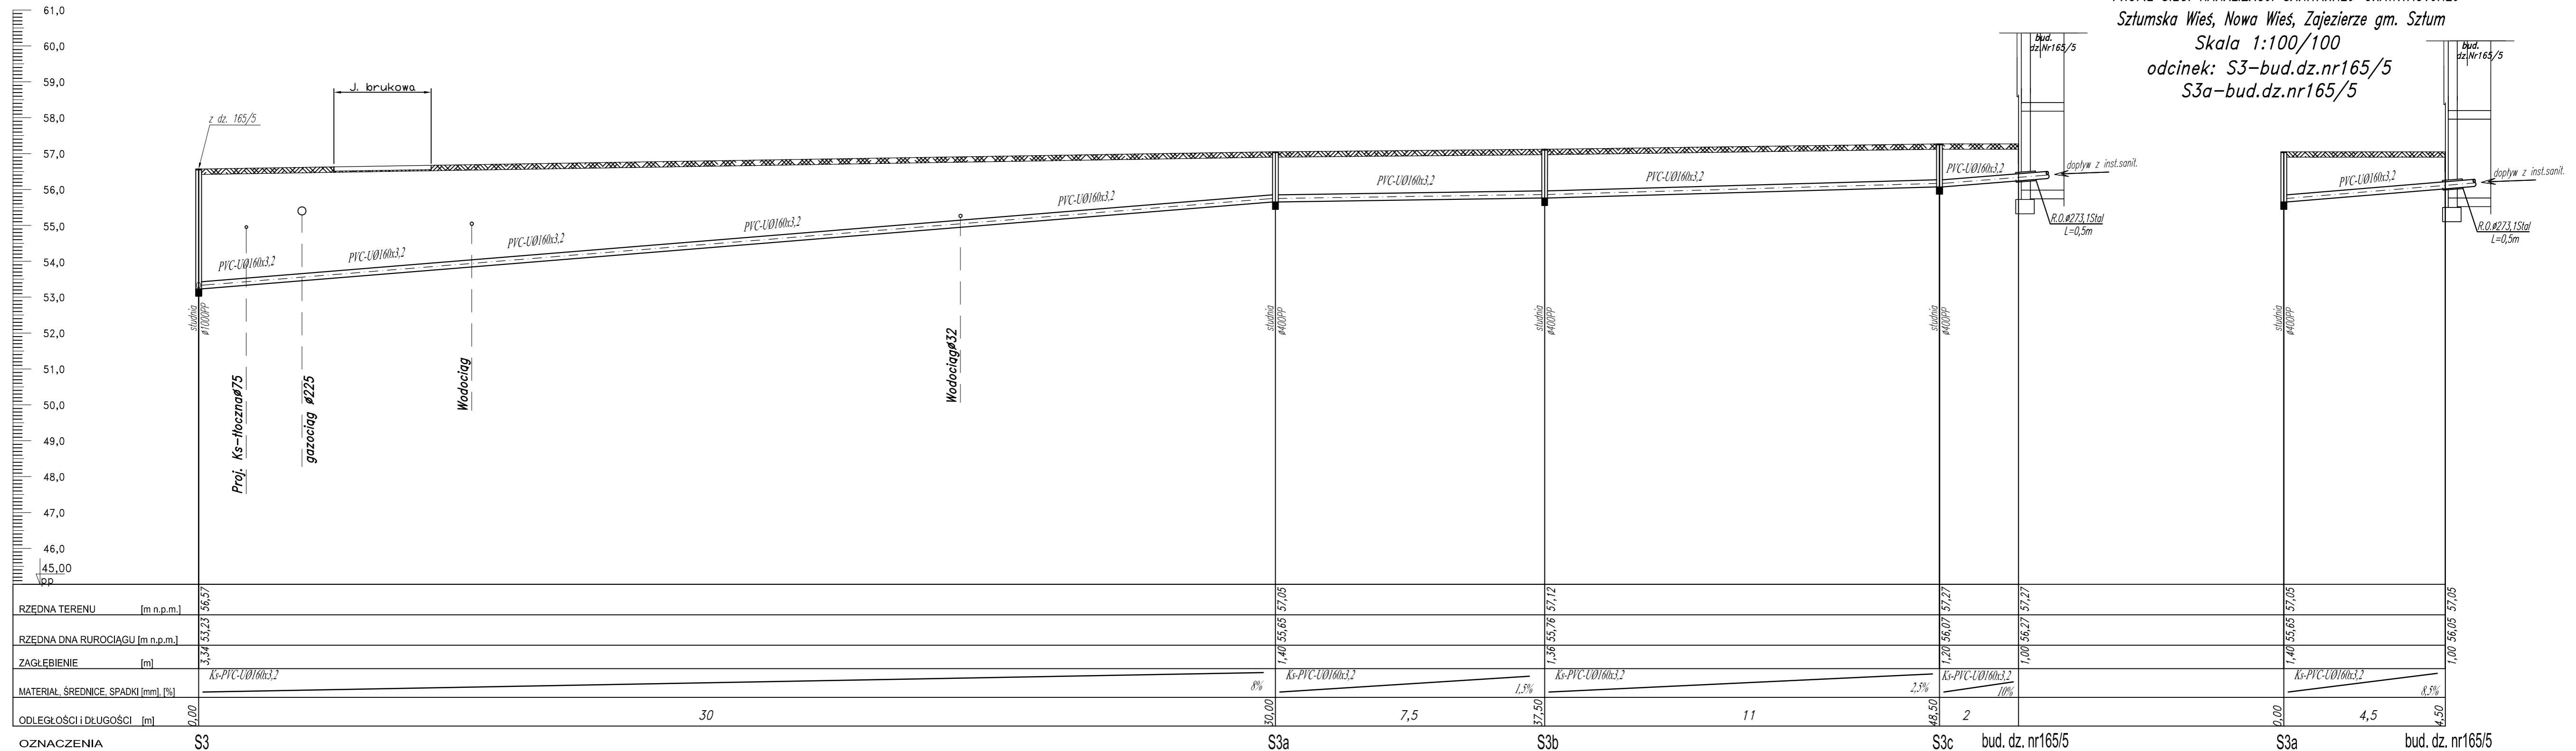 Sztumska Wieś, Nowa Wieś, Zajezierze gm. Sztum
Skala 1:100/100
odcinek: S3-bud.dz.nr165/5
S3a-bud.dz.nr165/5
61,0
60,0
59,0
58,0
57,0
56,0
55,0
54,0
53,0
52,0
51,0
50,0
49,0
48,0
47,0
46,0
45,00
pp
z dz. 165/5
J. brukowa
bud.
dz.Nr165/5
bud.
dz.Nr165/5
PVC-UØ160x3,2
PVC-UØ160x3,2
PVC-UØ160x3,2
PVC-UØ160x3,2
PVC-UØ160x3,2
PVC-UØ160x3,2
PVC-UØ160x3,2
PVC-UØ160x3,2
PVC-UØ160x3,2
dopływ z inst.sanit.
dopływ z inst.sanit.
R.O.ø273,1Stal
L=0,5m
R.O.ø273,1Stal
L=0,5m
studnia
ø1000PP
studnia
ø400PP
studnia
ø400PP
studnia
ø400PP
studnia
ø400PP
Proj. Ks-tłocznaø75
gazociąg ø225
Wodociąg
Wodociągø32
RZĘDNA TERENU [m n.p.m.] 56,57 57,05 57,12 57,27 57,27 57,05 57,05
RZĘDNA DNA RUROCIĄGU [m n.p.m.] 53,23 55,65 55,76 56,07 56,27 55,65 56,05
ZAGŁĘBIENIE [m] 3,34 1,40 1,36 1,20 1,00 1,40 1,00
MATERIAŁ, ŚREDNICE, SPADKI [mm], [%]
Ks-PVC-UØ160x3,2 8%
Ks-PVC-UØ160x3,2 1,5%
Ks-PVC-UØ160x3,2 2,5%
Ks-PVC-UØ160x3,2 10%
Ks-PVC-UØ160x3,2 8,5%
ODLEGŁOŚCI i DŁUGOŚCI [m] 0,00 30 30,00 7,5 37,50 11 48,50 2 0,00 4,5 4,50
OZNACZENIA S3 S3a S3b S3c bud. dz. nr165/5 S3a bud. dz. nr165/5